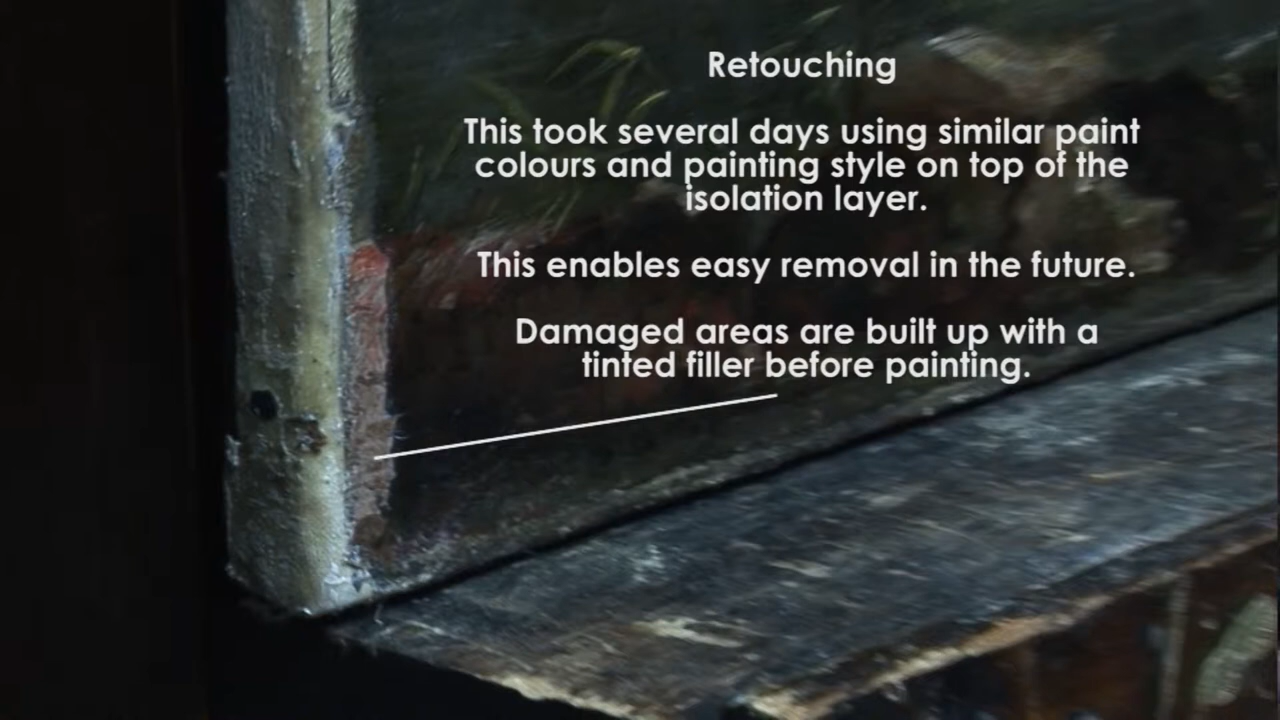 Retouching
This took several days using similar paint
colours and painting style on top of the
isolation layer.
This enables easy removal in the future.
Damaged areas are built up with a
tinted filler before painting.